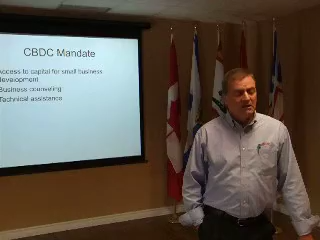 CBDC Mandate
Access to capital for small business
development
Business counseling
Technical assistance